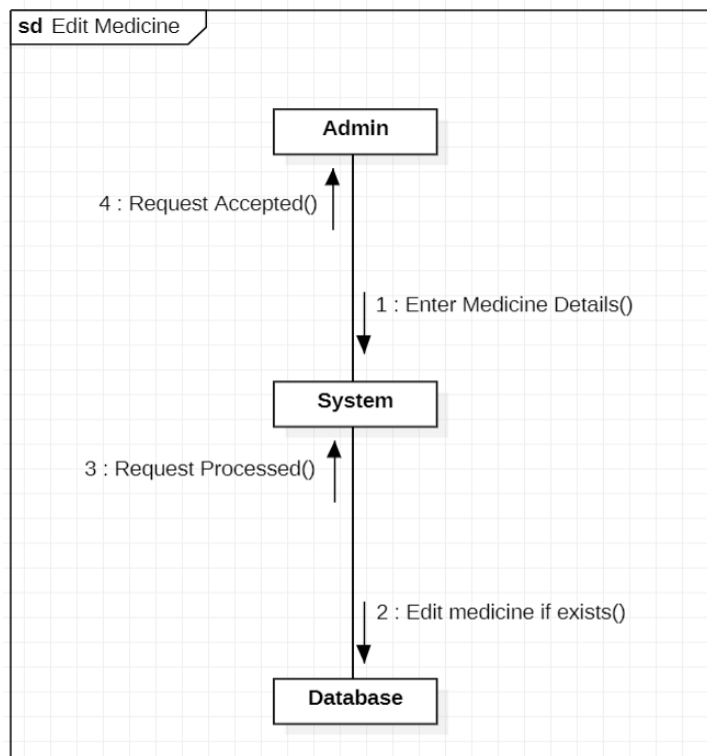 sd Edit Medicine
Admin
4 : Request Accepted()
1 : Enter Medicine Details()
System
3 : Request Processed()
2 : Edit medicine if exists()
Database